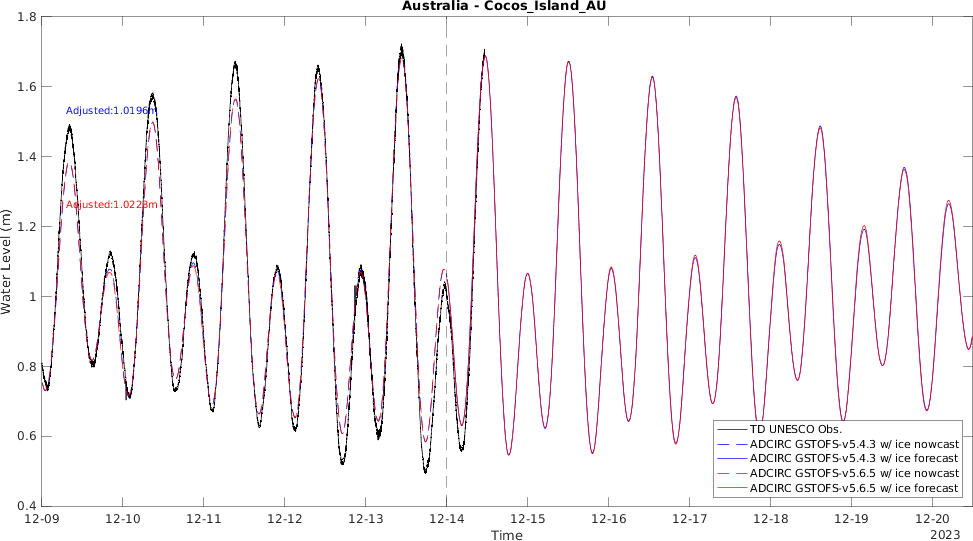 Australia - Cocos_Island_AU
1.8
1.6
1.4
1.2
1
0.8
0.6
0.4
Water Level (m)
Adjusted:1.0196m
Adjusted:1.0223m
TD UNESCO Obs.
ADCIRC GSTOFS-v5.4.3 w/ ice nowcast
ADCIRC GSTOFS-v5.4.3 w/ ice forecast
ADCIRC GSTOFS-v5.6.5 w/ ice nowcast
ADCIRC GSTOFS-v5.6.5 w/ ice forecast
12-09 12-10 12-11 12-12 12-13 12-14 12-15 12-16 12-17 12-18 12-19 12-20
Time
2023